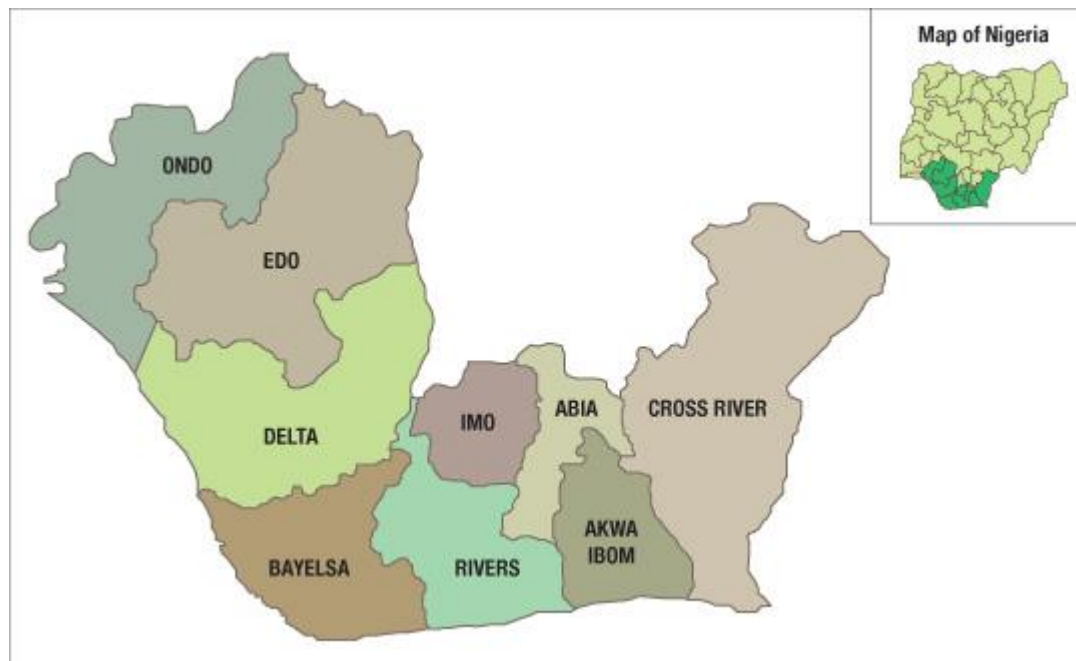 Map of Nigeria
ONDO
EDO
DELTA
IMO
ABIA
CROSS RIVER
AKWA
IBOM
BAYELSA
RIVERS